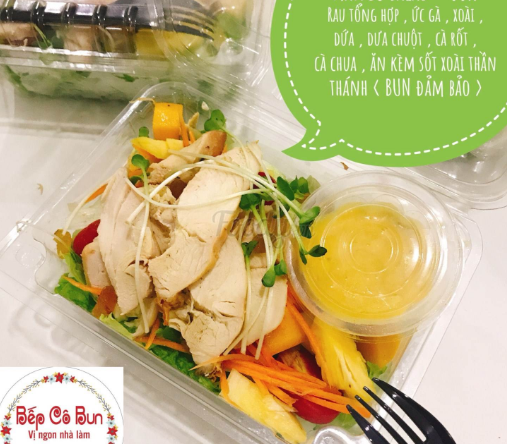 Rau tổng hợp , ức gà , xoài ,
dứa , dưa chuột , cà rốt ,
cà chua , ăn kèm sốt xoài thần
thánh < BUN đảm bảo >
Bếp Cô Bun
Vị ngon nhà làm